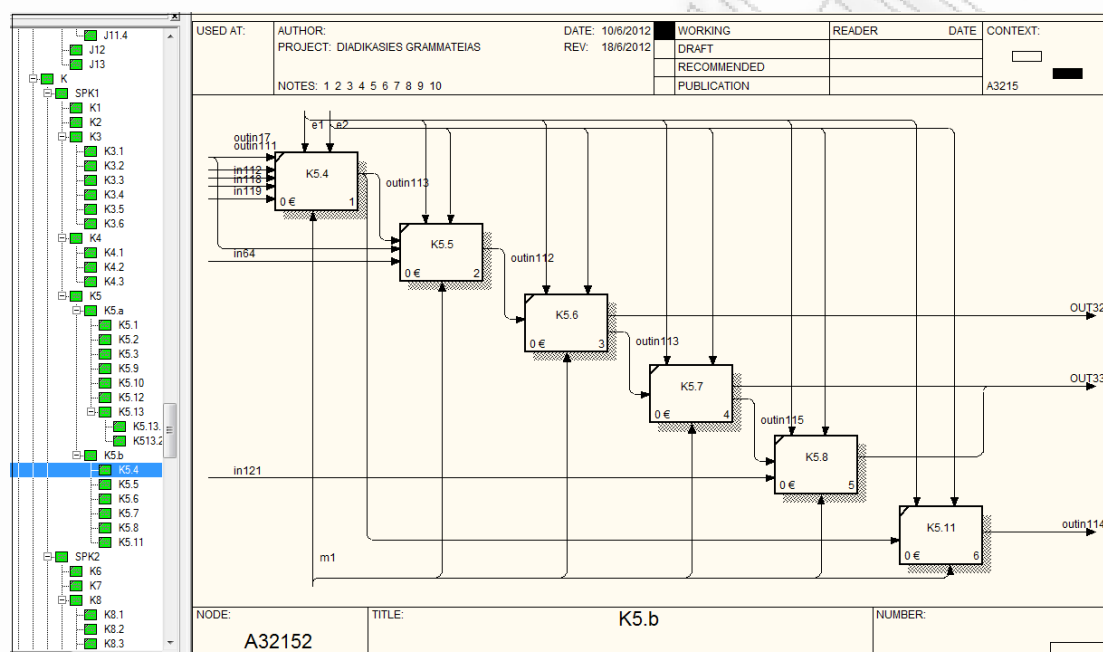 J11.4
J12
J13
K
SPK1
K1
K2
K3
K3.1
K3.2
K3.3
K3.4
K3.5
K3.6
K4
K4.1
K4.2
K4.3
K5
K5.a
K5.1
K5.2
K5.3
K5.9
K5.10
K5.12
K5.13
K5.13.
K513.2
K5.b
K5.4
K5.5
K5.6
K5.7
K5.8
K5.11
SPK2
K6
K7
K8
K8.1
K8.2
K8.3
USED AT:
AUTHOR:
PROJECT: DIADIKASIES GRAMMATEIAS
NOTES: 1 2 3 4 5 6 7 8 9 10
DATE: 10/6/2012
REV: 18/6/2012
WORKING
DRAFT
RECOMMENDED
PUBLICATION
READER DATE
CONTEXT:
A3215
e1 e2
outin17
outin111
in112
in118
in119
K5.4
0 € 1
outin113
in64
K5.5
0 € 2
outin112
K5.6
0 € 3
OUT32
outin113
K5.7
0 € 4
OUT33
outin115
in121
K5.8
0 € 5
K5.11
0 € 6
outin114
m1
NODE:
A32152
TITLE:
K5.b
NUMBER: